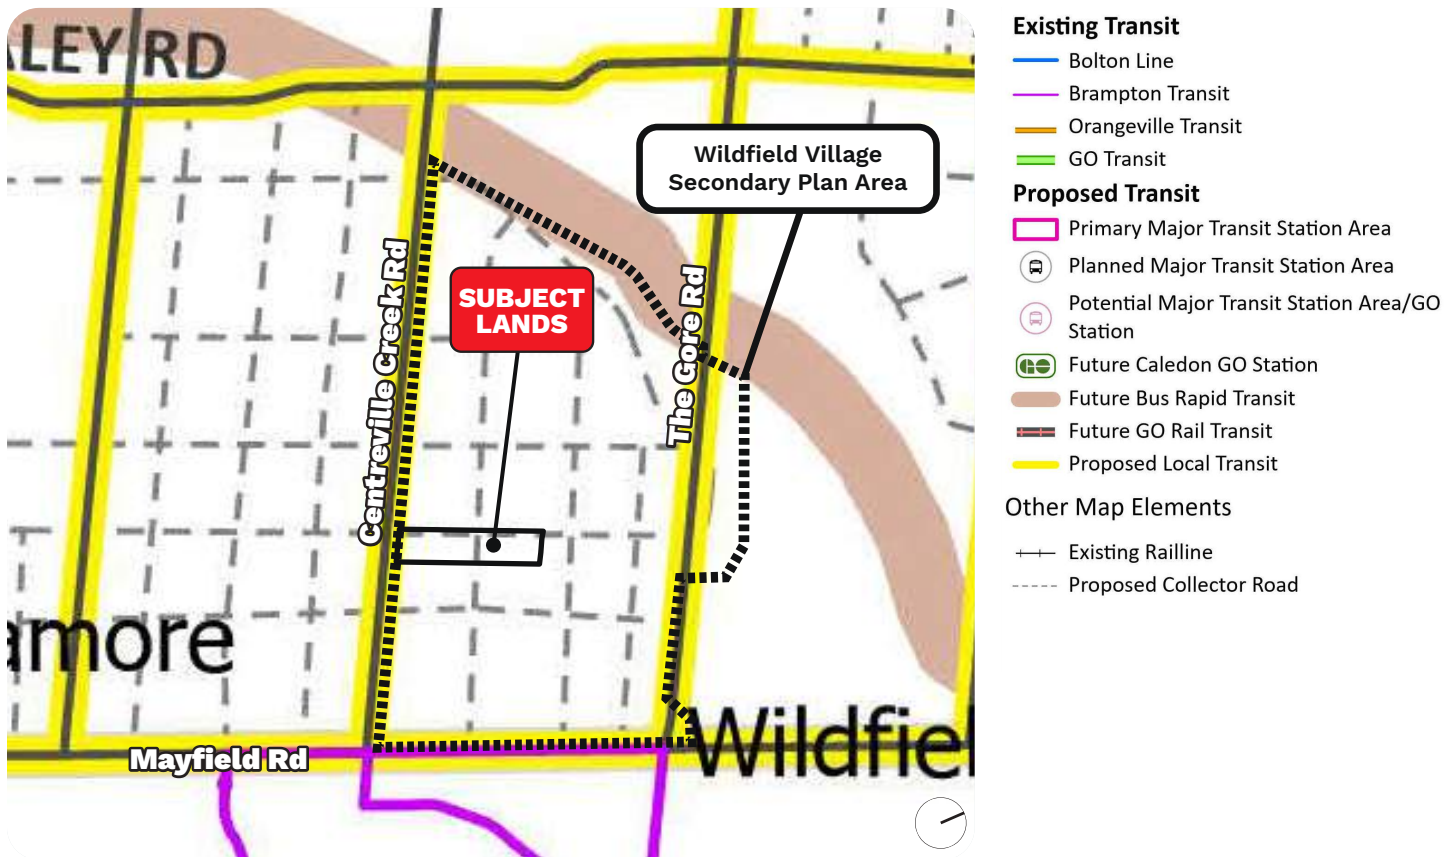 ALEY RD
Wildfield Village
Secondary Plan Area
Centreville Creek Rd
SUBJECT
LANDS
The Gore Rd
amore
Mayfield Rd
Wildfiel
Existing Transit
Bolton Line
Brampton Transit
Orangeville Transit
GO Transit
Proposed Transit
Primary Major Transit Station Area
Planned Major Transit Station Area
Potential Major Transit Station Area/GO
Station
Future Caledon GO Station
Future Bus Rapid Transit
Future GO Rail Transit
Proposed Local Transit
Other Map Elements
Existing Railline
Proposed Collector Road